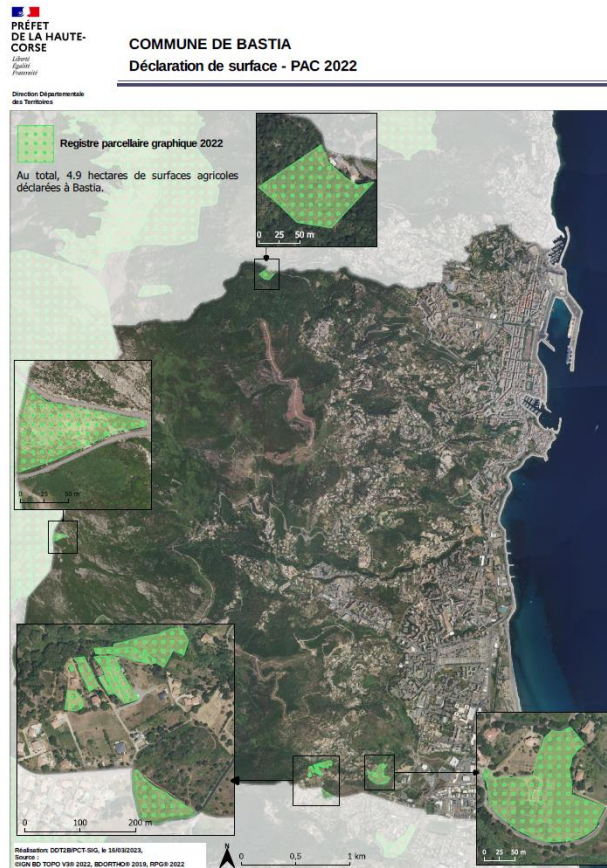 PRÉFET
DE LA HAUTE-
CORSE
Liberté
Égalité
Fraternité
COMMUNE DE BASTIA
Déclaration de surface - PAC 2022
Direction Départementale
des Territoires
Registre parcellaire graphique 2022
Au total, 4.9 hectares de surfaces agricoles
déclarées à Bastia.
0 25 50 m
0 25 50 m
0 100 200 m
0 25 50 m
N
0 0,5 1 km
Réalisation: DDT2B/PCT-SIG, le 16/03/2023,
Source :
©IGN BD TOPO V3® 2022, BDORTHO® 2019, RPG® 2022